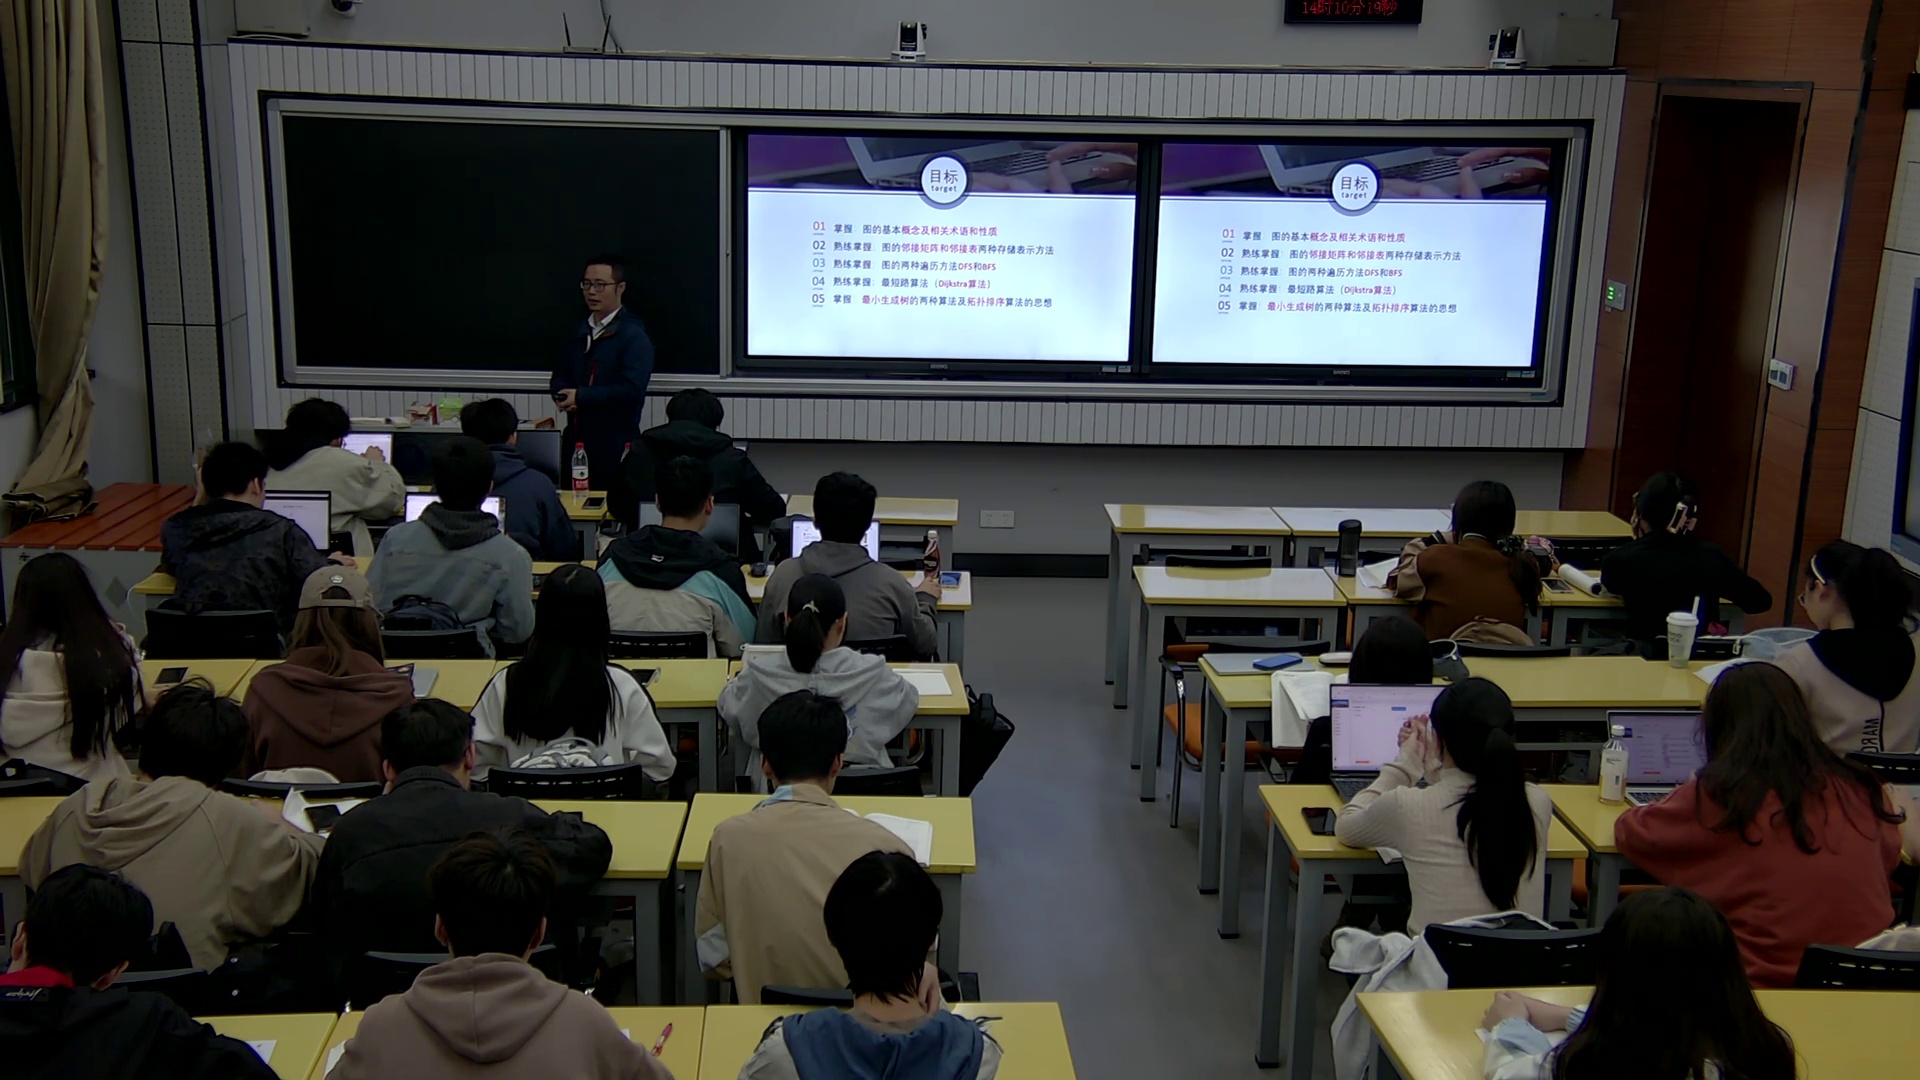 14时10分19秒
目标
target
01 掌握：图的基本概念及相关术语和性质
02 熟练掌握：图的邻接矩阵和邻接表两种存储表示方法
03 熟练掌握：图的两种遍历方法DFS和BFS
04 熟练掌握：最短路算法（Dijkstra算法）
05 掌握：最小生成树的两种算法及拓扑排序算法的思想
目标
target
01 掌握：图的基本概念及相关术语和性质
02 熟练掌握：图的邻接矩阵和邻接表两种存储表示方法
03 熟练掌握：图的两种遍历方法DFS和BFS
04 熟练掌握：最短路算法（Dijkstra算法）
05 掌握：最小生成树的两种算法及拓扑排序算法的思想